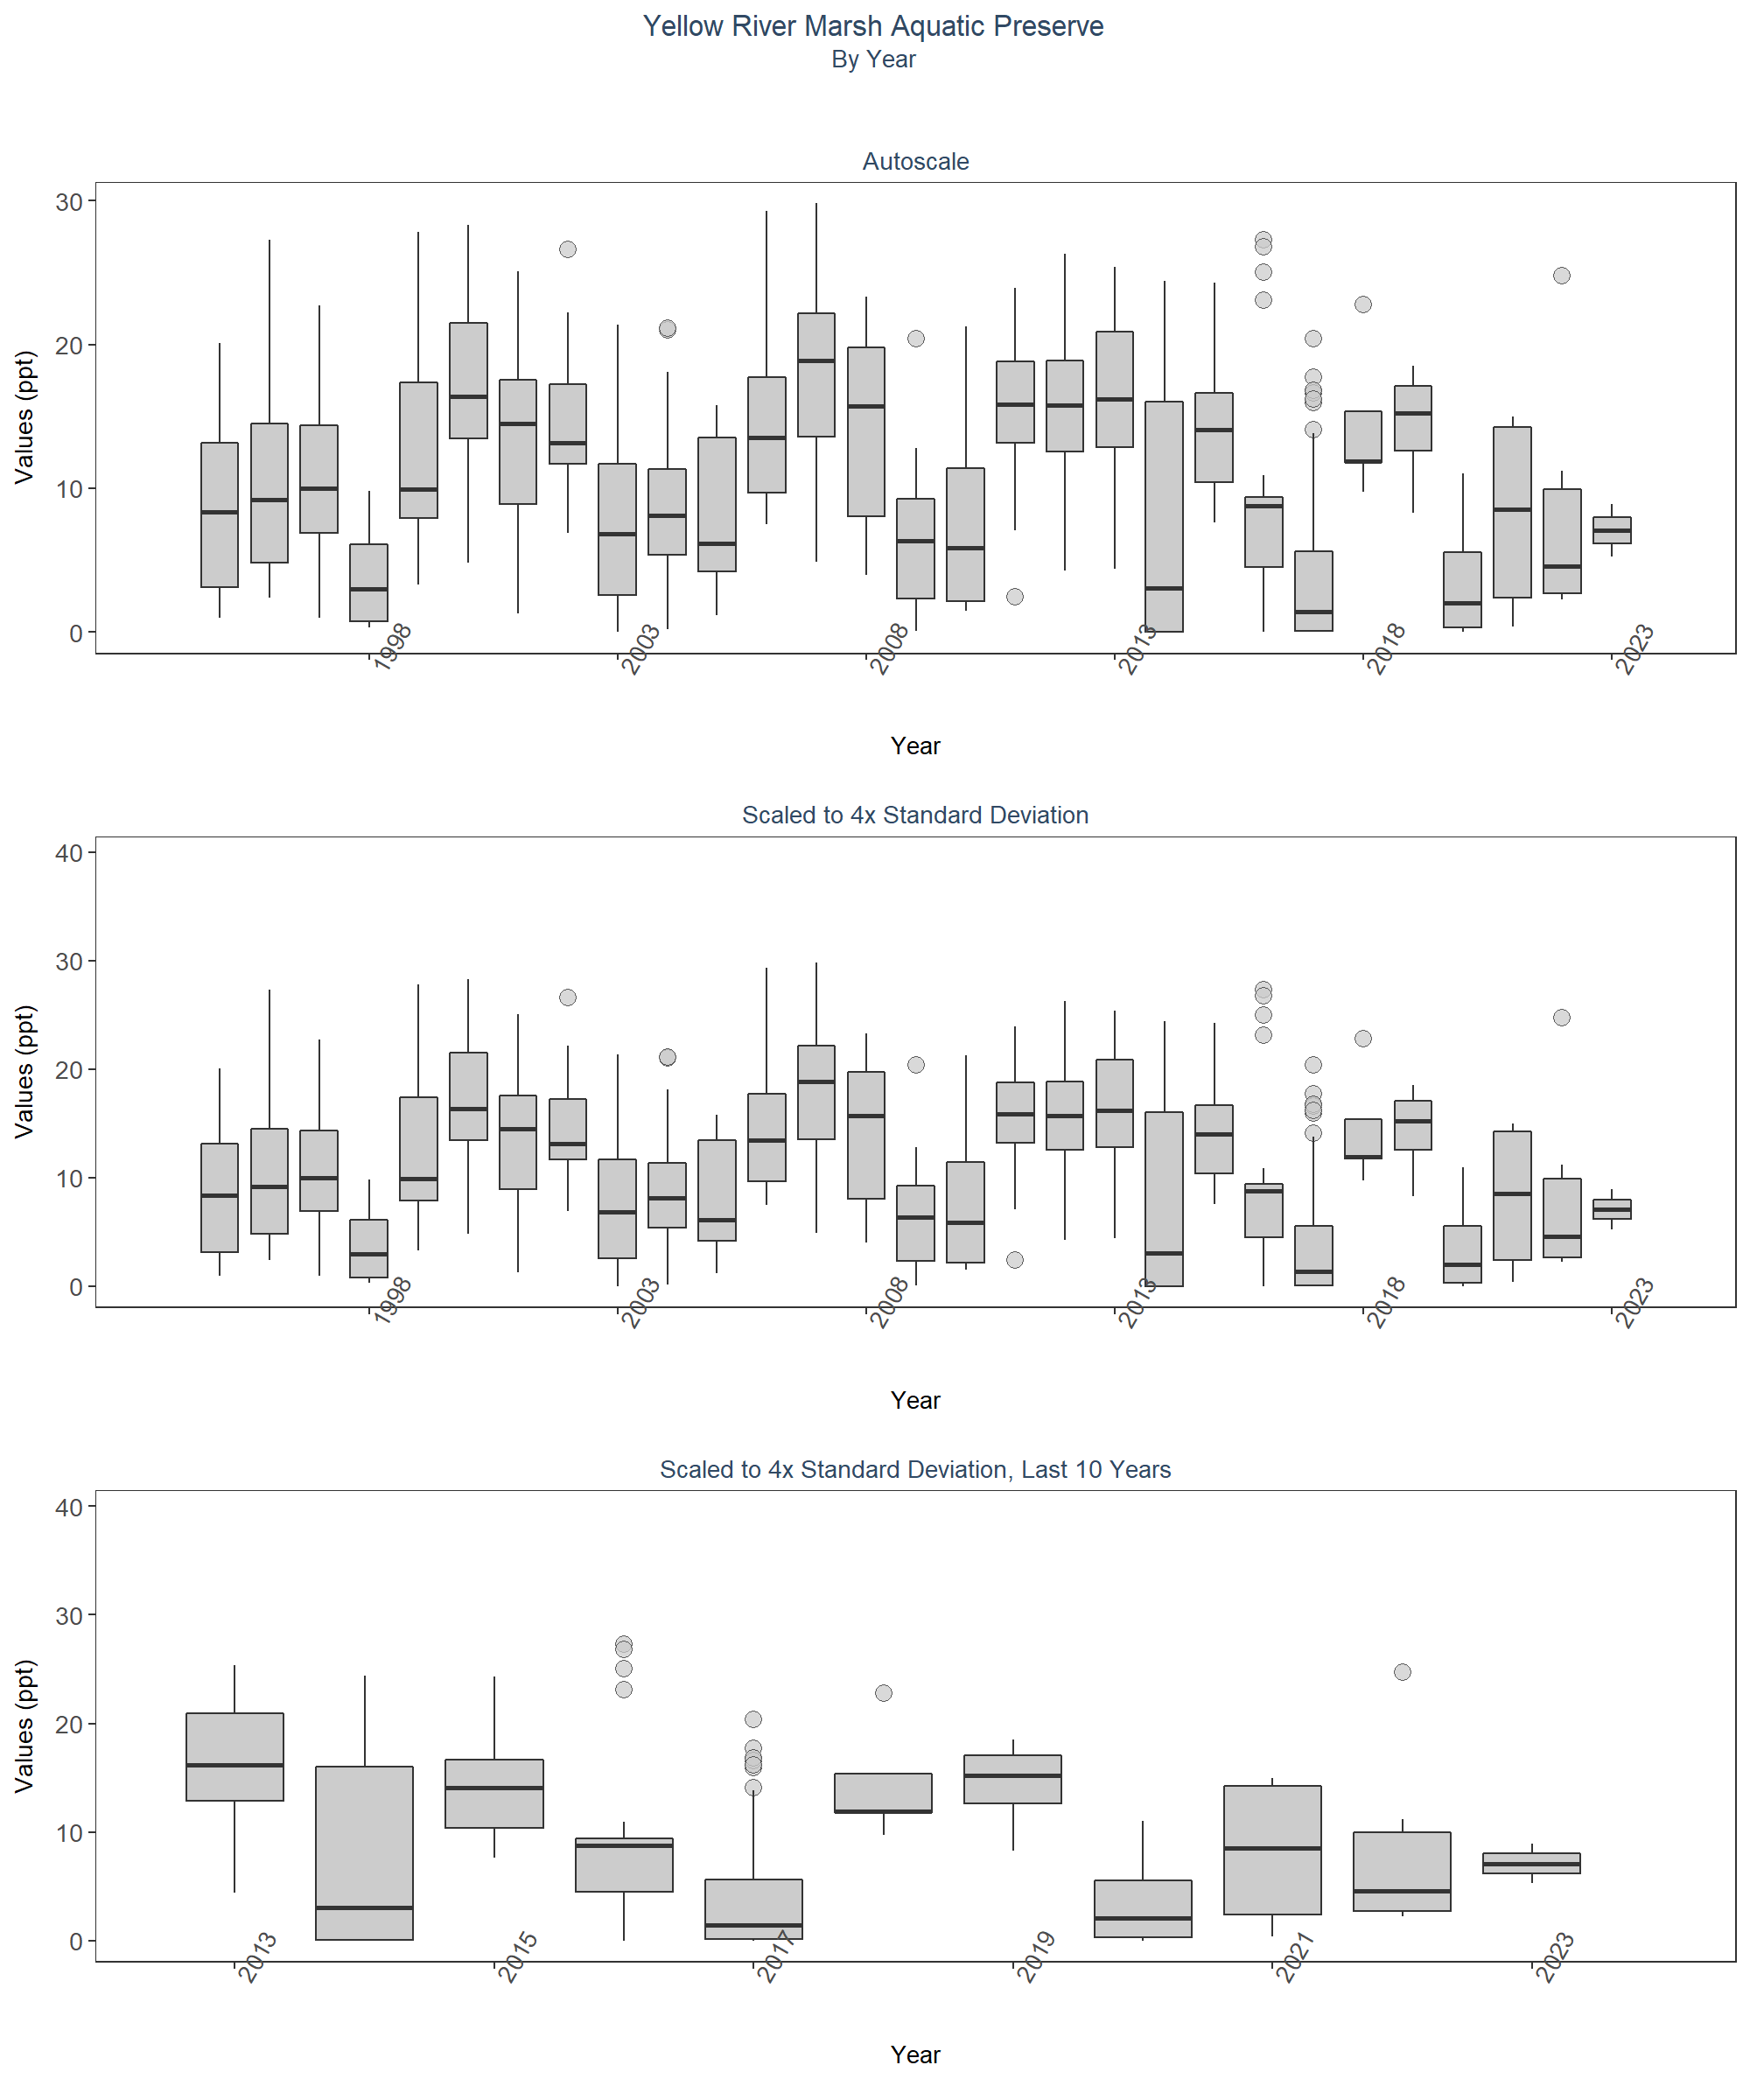 Yellow River Marsh Aquatic Preserve
By Year
Autoscale
Values (ppt)
30
20
10
0
1998 2003 2008 2013 2018 2023
Year
Scaled to 4x Standard Deviation
Values (ppt)
40
30
20
10
0
1998 2003 2008 2013 2018 2023
Year
Scaled to 4x Standard Deviation, Last 10 Years
Values (ppt)
40
30
20
10
0
2013 2015 2017 2019 2021 2023
Year